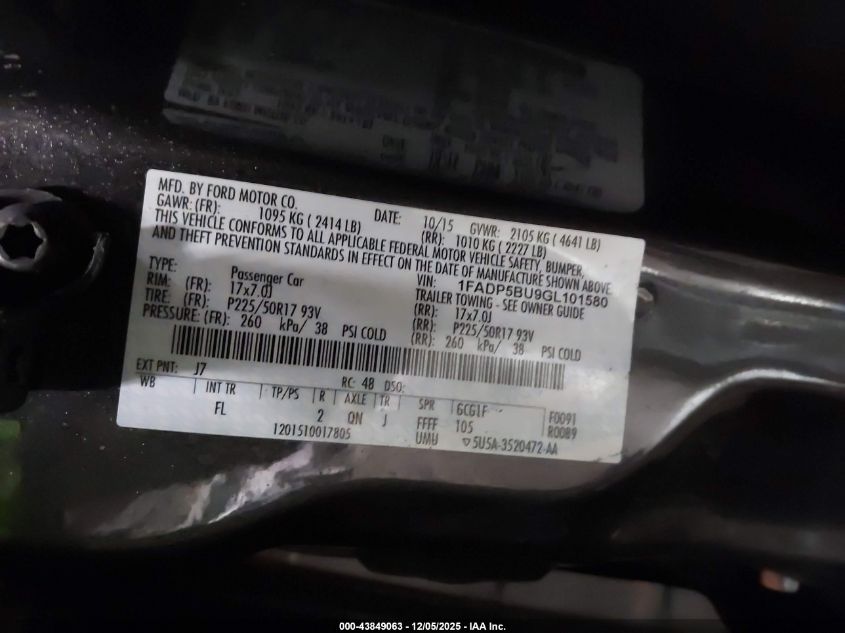 MFD. BY FORD MOTOR CO.
DATE: 10/15 GVWR: 2105 KG ( 4641 LB)
GAWR: (FR): 1095 KG ( 2414 LB) (RR): 1010 KG ( 2227 LB)
THIS VEHICLE CONFORMS TO ALL APPLICABLE FEDERAL MOTOR VEHICLE SAFETY, BUMPER,
AND THEFT PREVENTION STANDARDS IN EFFECT ON THE DATE OF MANUFACTURE SHOWN ABOVE.
VIN: 1FADP5BU9GL101580
TYPE: Passenger Car TRAILER TOWING - SEE OWNER GUIDE
RIM: (FR): 17x7.0J (RR): 17x7.0J
TIRE: (FR): P225/50R17 93V (RR): P225/50R17 93V
PRESSURE: (FR): 260 kPa/ 38 PSI COLD (RR): 260 kPa/ 38 PSI COLD
EXT PNT: J7 RC: 48 DSO:
WB INT TR TP/PS R AXLE TR SPR GCG1F F0091
FL 2 QN J FFFF T05 R0089
1201510017805 UMU ▽5U5A-3520472-AA
000-43849063 - 12/05/2025 - IAA Inc.